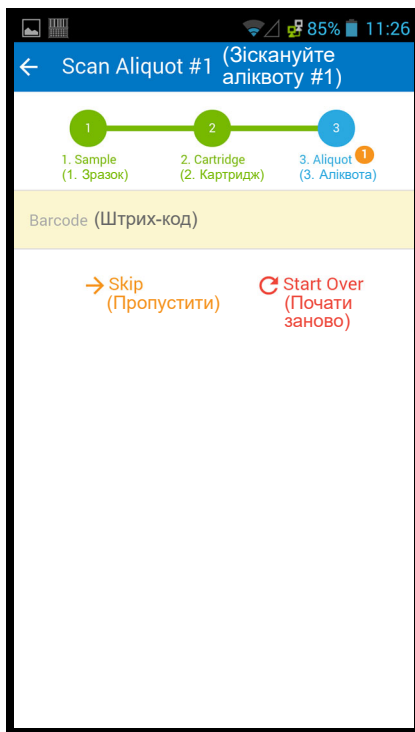 85% 11:26
Scan Aliquot #1 (Зіскануйте
аліквоту #1)
1 2 3
1. Sample 2. Cartridge 3. Aliquot 1
(1. Зразок) (2. Картридж) (3. Аліквота)
Barcode (Штрих-код)
Skip Start Over
(Пропустити) (Почати
заново)